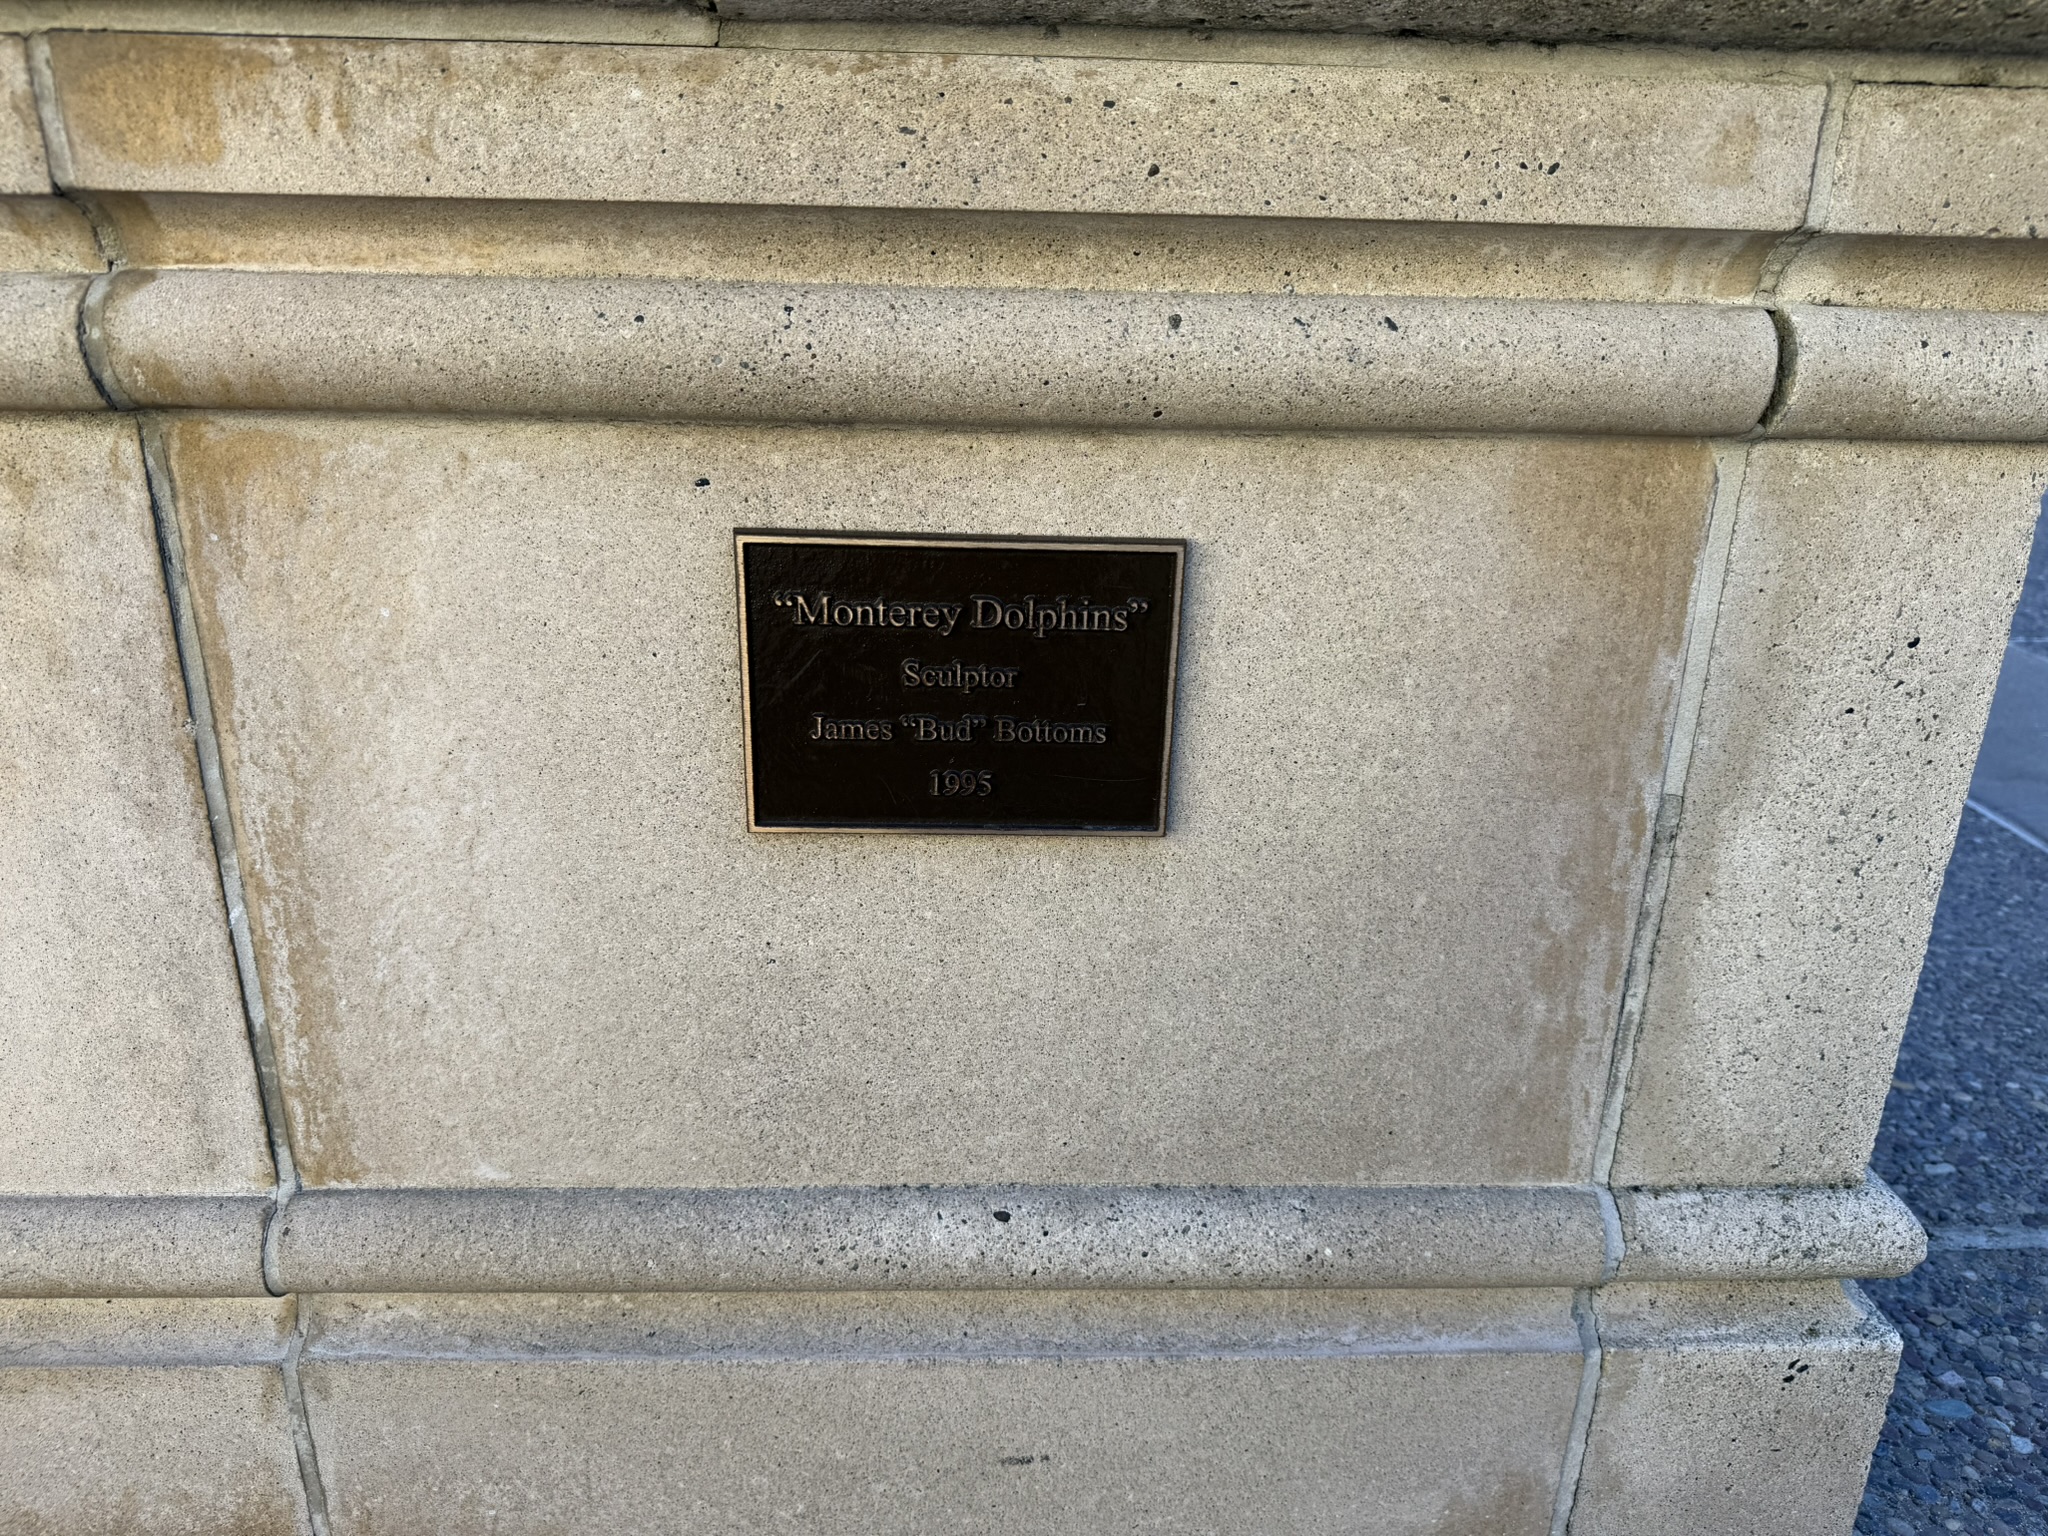 “Monterey Dolphins”
Sculptor
James “Bud” Bottoms
1995